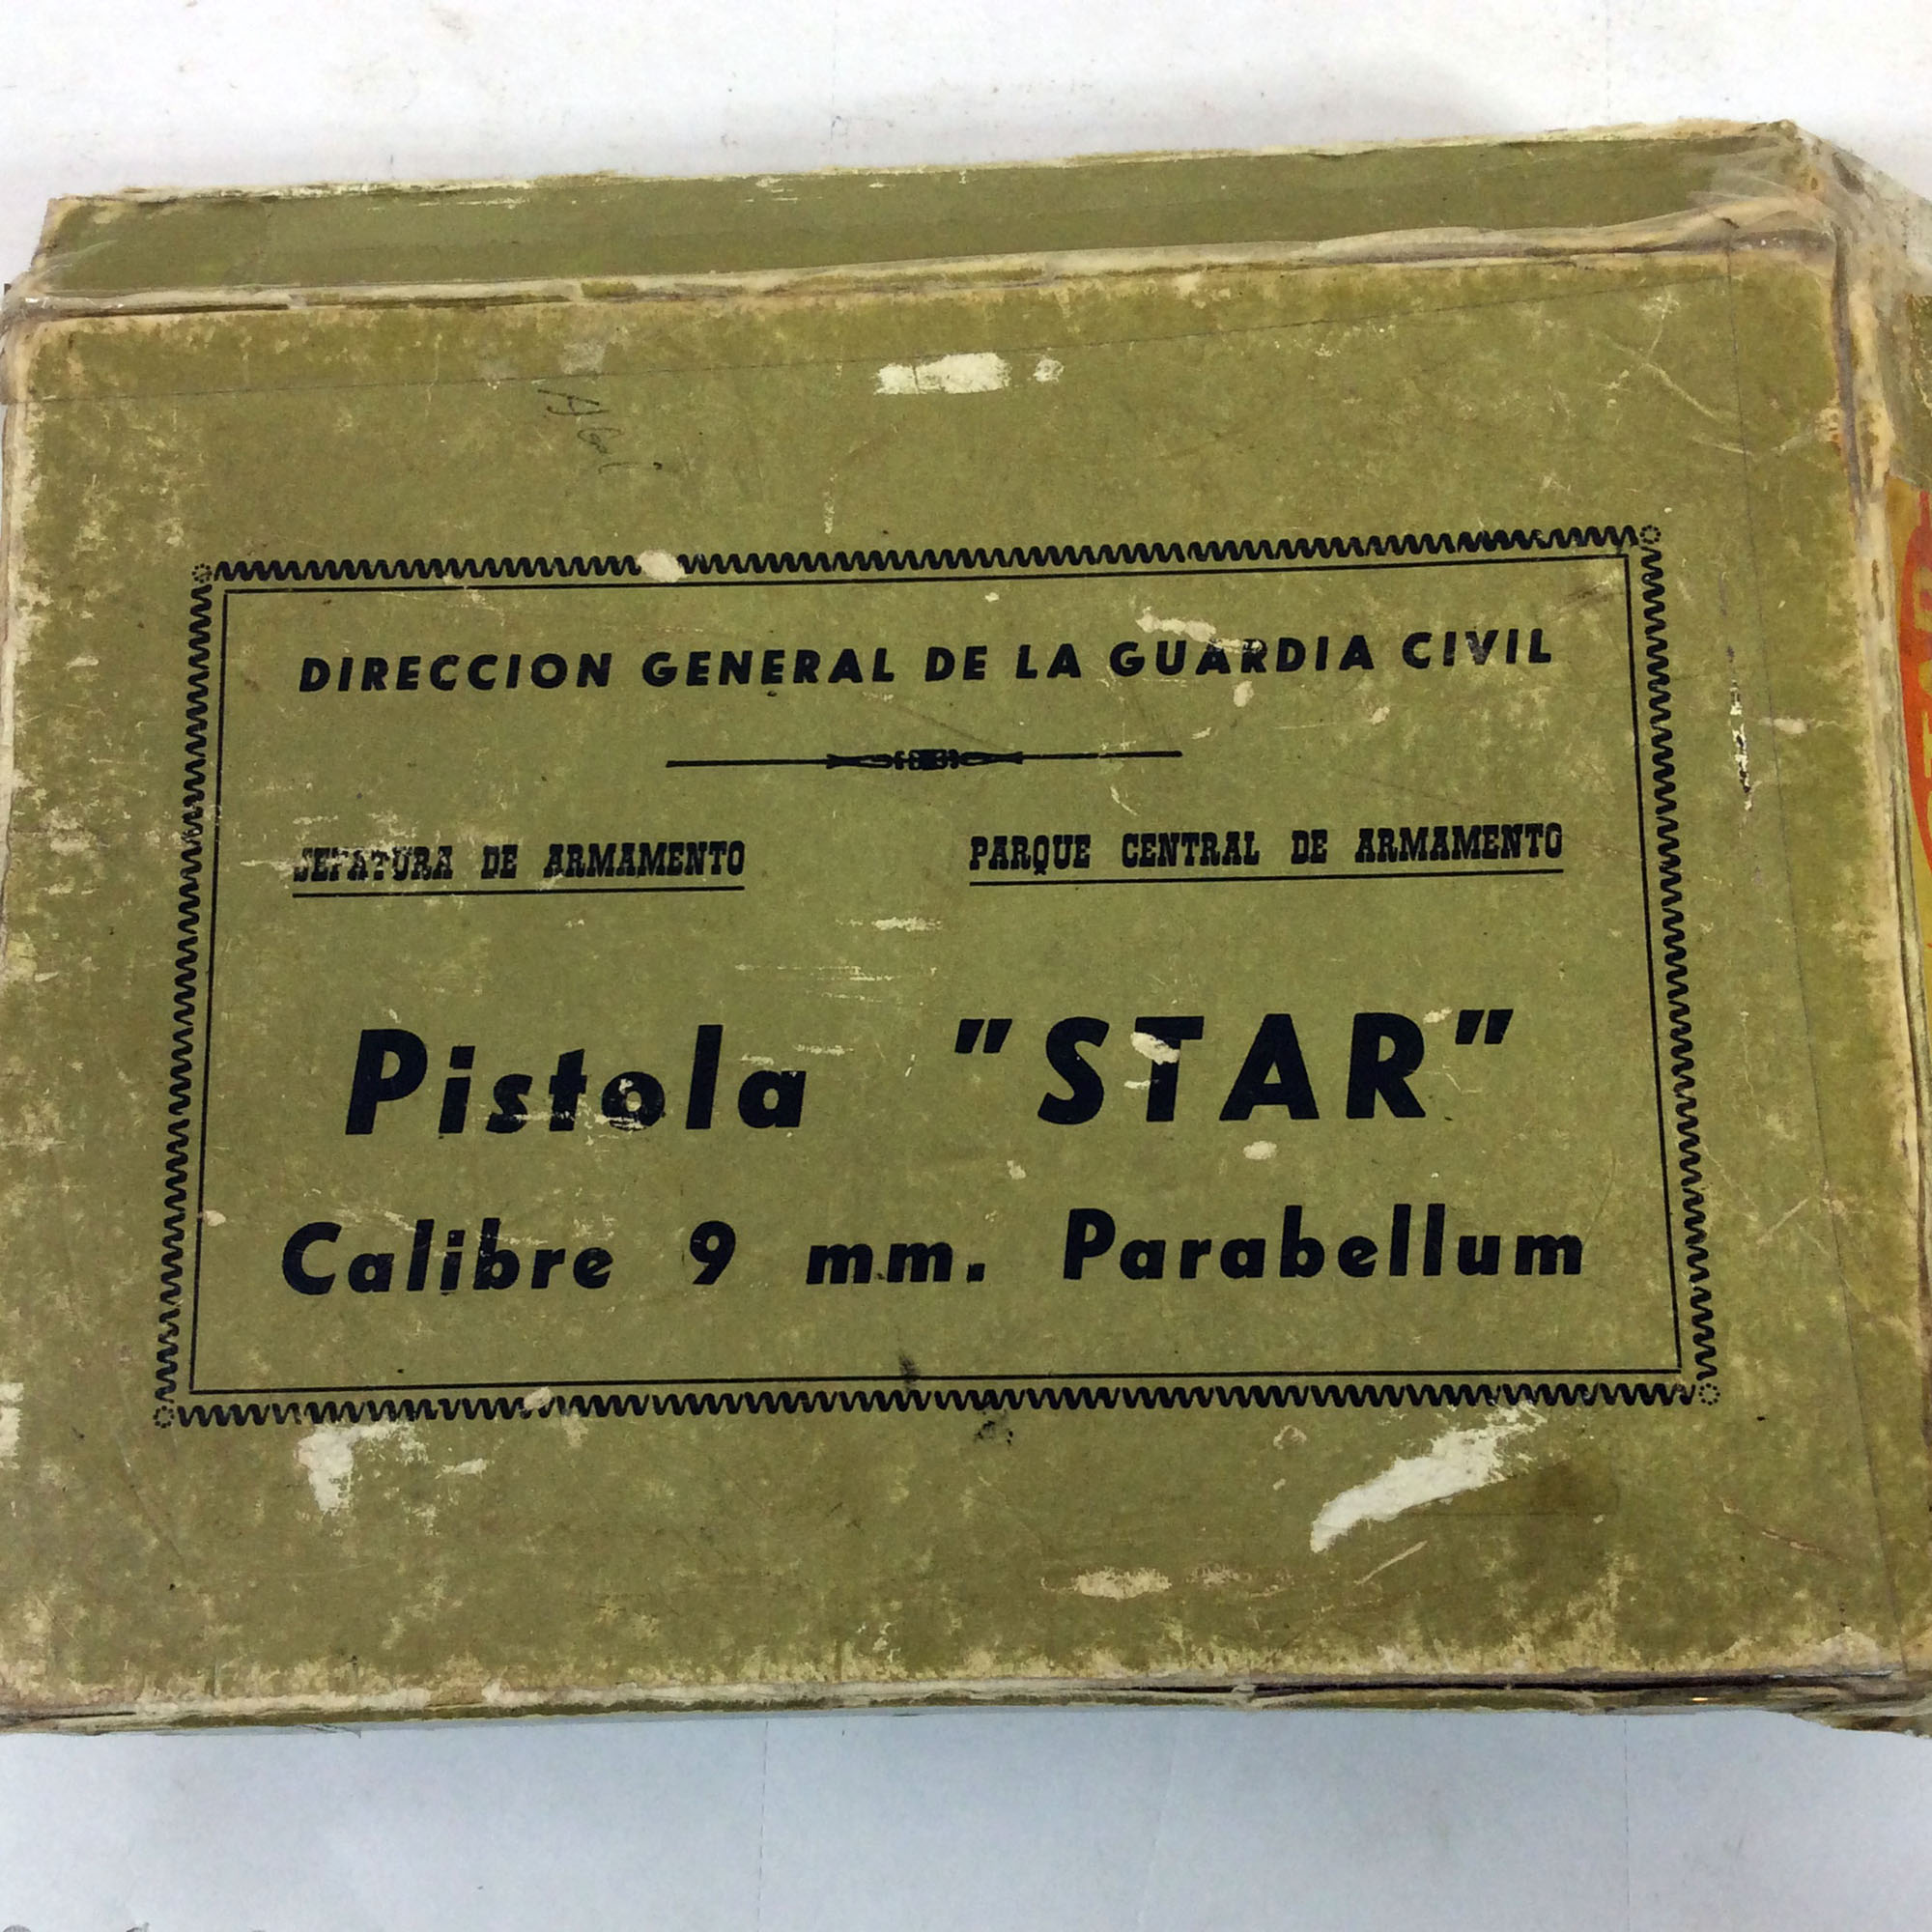 DIRECCION GENERAL DE LA GUARDIA CIVIL
JEFATURA DE ARMAMENTO
PARQUE CENTRAL DE ARMAMENTO
Pistola "STAR"
Calibre 9 mm. Parabellum